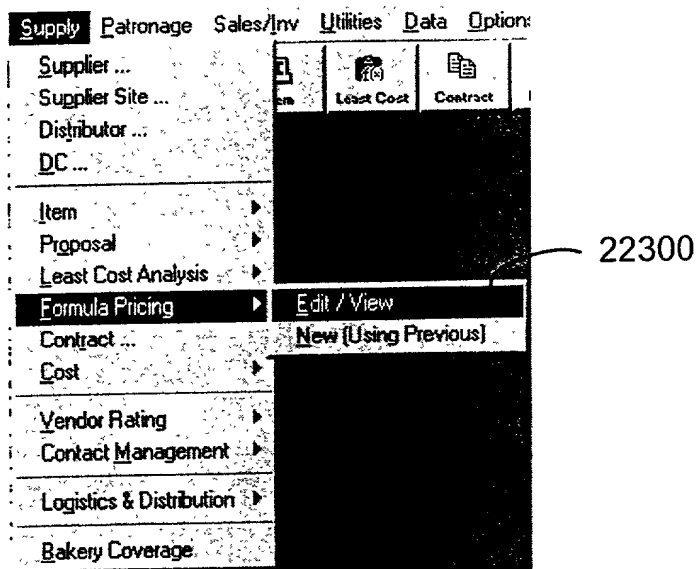 Supply Patronage Sales/Inv Utilities Data
Supplier ...
Supplier Site ...
Distributor ...
DC ...
Least Cost
Contract
Item
Proposal
Least Cost Analysis
Formula Pricing
Contract ...
Cost
Vendor Rating
Contact Management
Logistics & Distribution
Bakery Coverage
Edit / View
New (Using Previous)
22300